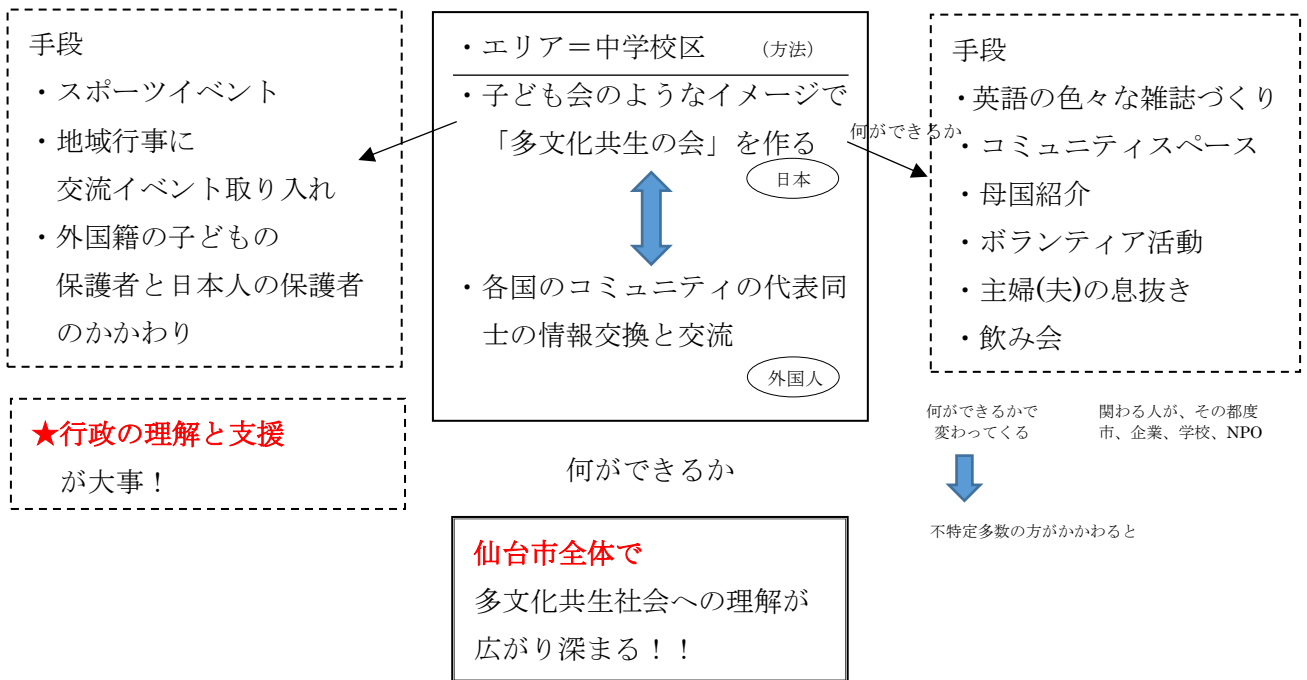 手段
・スポーツイベント
・地域行事に
交流イベント取り入れ
・外国籍の子どもの
保護者と日本人の保護者
のかかわり
★行政の理解と支援
が大事！
・エリア＝中学校区 （方法）
・子ども会のようなイメージで
「多文化共生の会」を作る
日本
・各国のコミュニティの代表同
士の情報交換と交流
外国人
何ができるか
仙台市全体で
多文化共生社会への理解が
広がり深まる！！
何ができるか
手段
・英語の色々な雑誌づくり
・コミュニティスペース
・母国紹介
・ボランティア活動
・主婦(夫)の息抜き
・飲み会
何ができるかで
変わってくる
関わる人が、その都度
市、企業、学校、NPO
不特定多数の方がかかわると